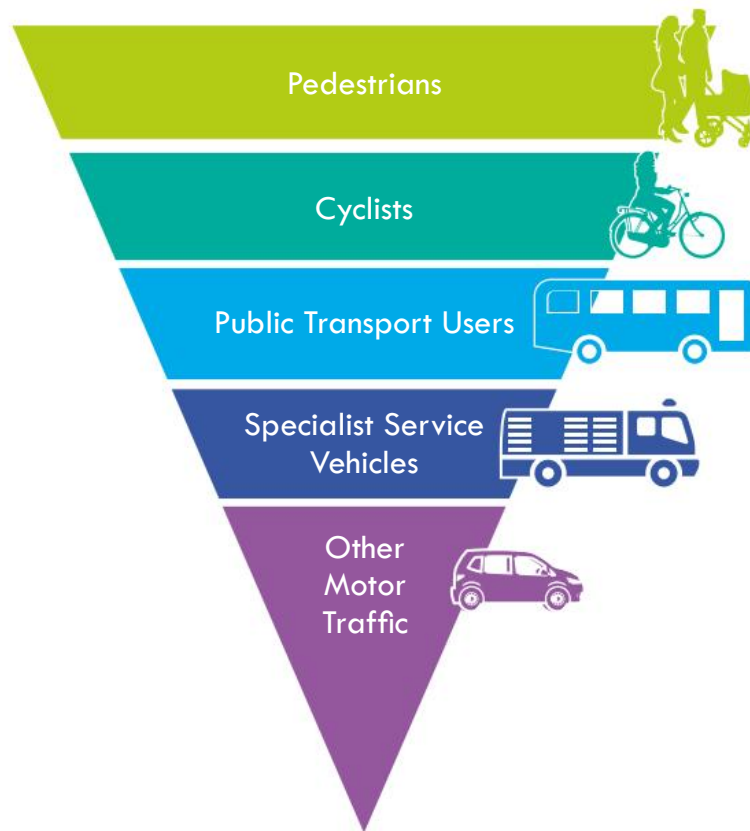 Pedestrians
Cyclists
Public Transport Users
Specialist Service
Vehicles
Other
Motor
Traffic